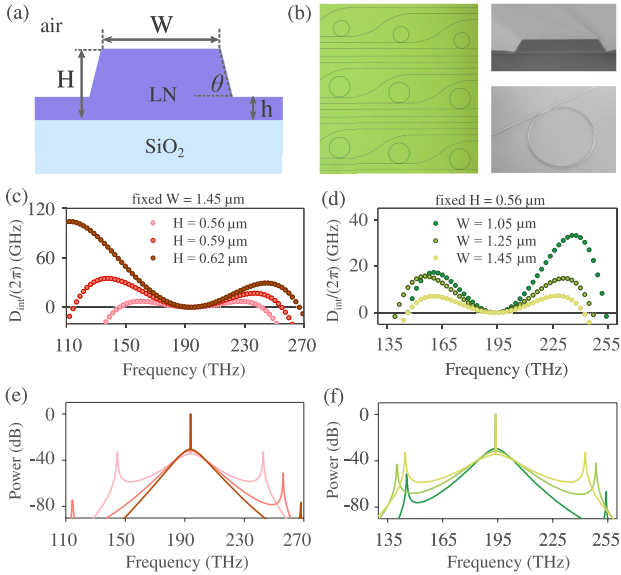 (a)
air
W
H
LN
θ
h
SiO₂
(b)
(c)
fixed W = 1.45 μm
H = 0.56 μm
H = 0.59 μm
H = 0.62 μm
D_int/(2π) (GHz)
120
60
0
110 150 190 230 270
Frequency (THz)
(d)
fixed H = 0.56 μm
W = 1.05 μm
W = 1.25 μm
W = 1.45 μm
D_int/(2π) (GHz)
40
20
0
135 165 195 225 255
Frequency (THz)
(e)
Power (dB)
0
-40
-80
110 150 190 230 270
Frequency (THz)
(f)
Power (dB)
0
-40
-80
135 165 195 225 255
Frequency (THz)